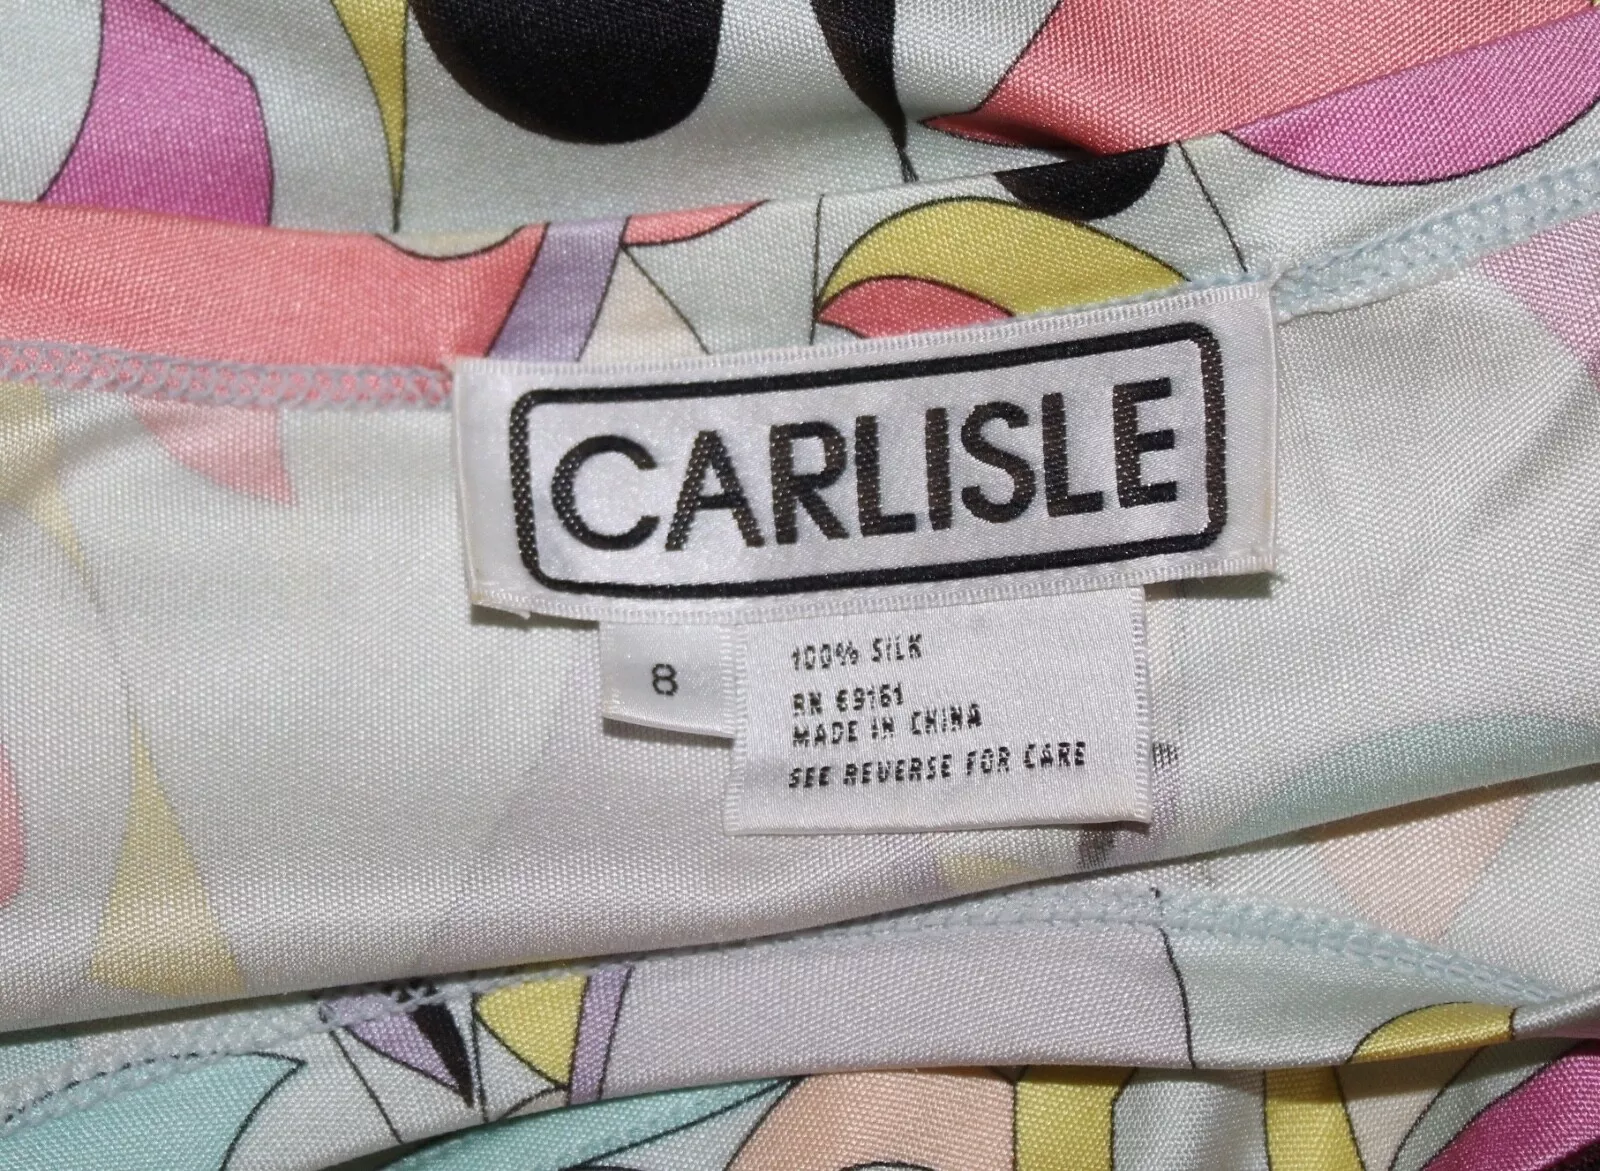 CARLISLE
8
100% SILK
RN 69161
MADE IN CHINA
SEE REVERSE FOR CARE